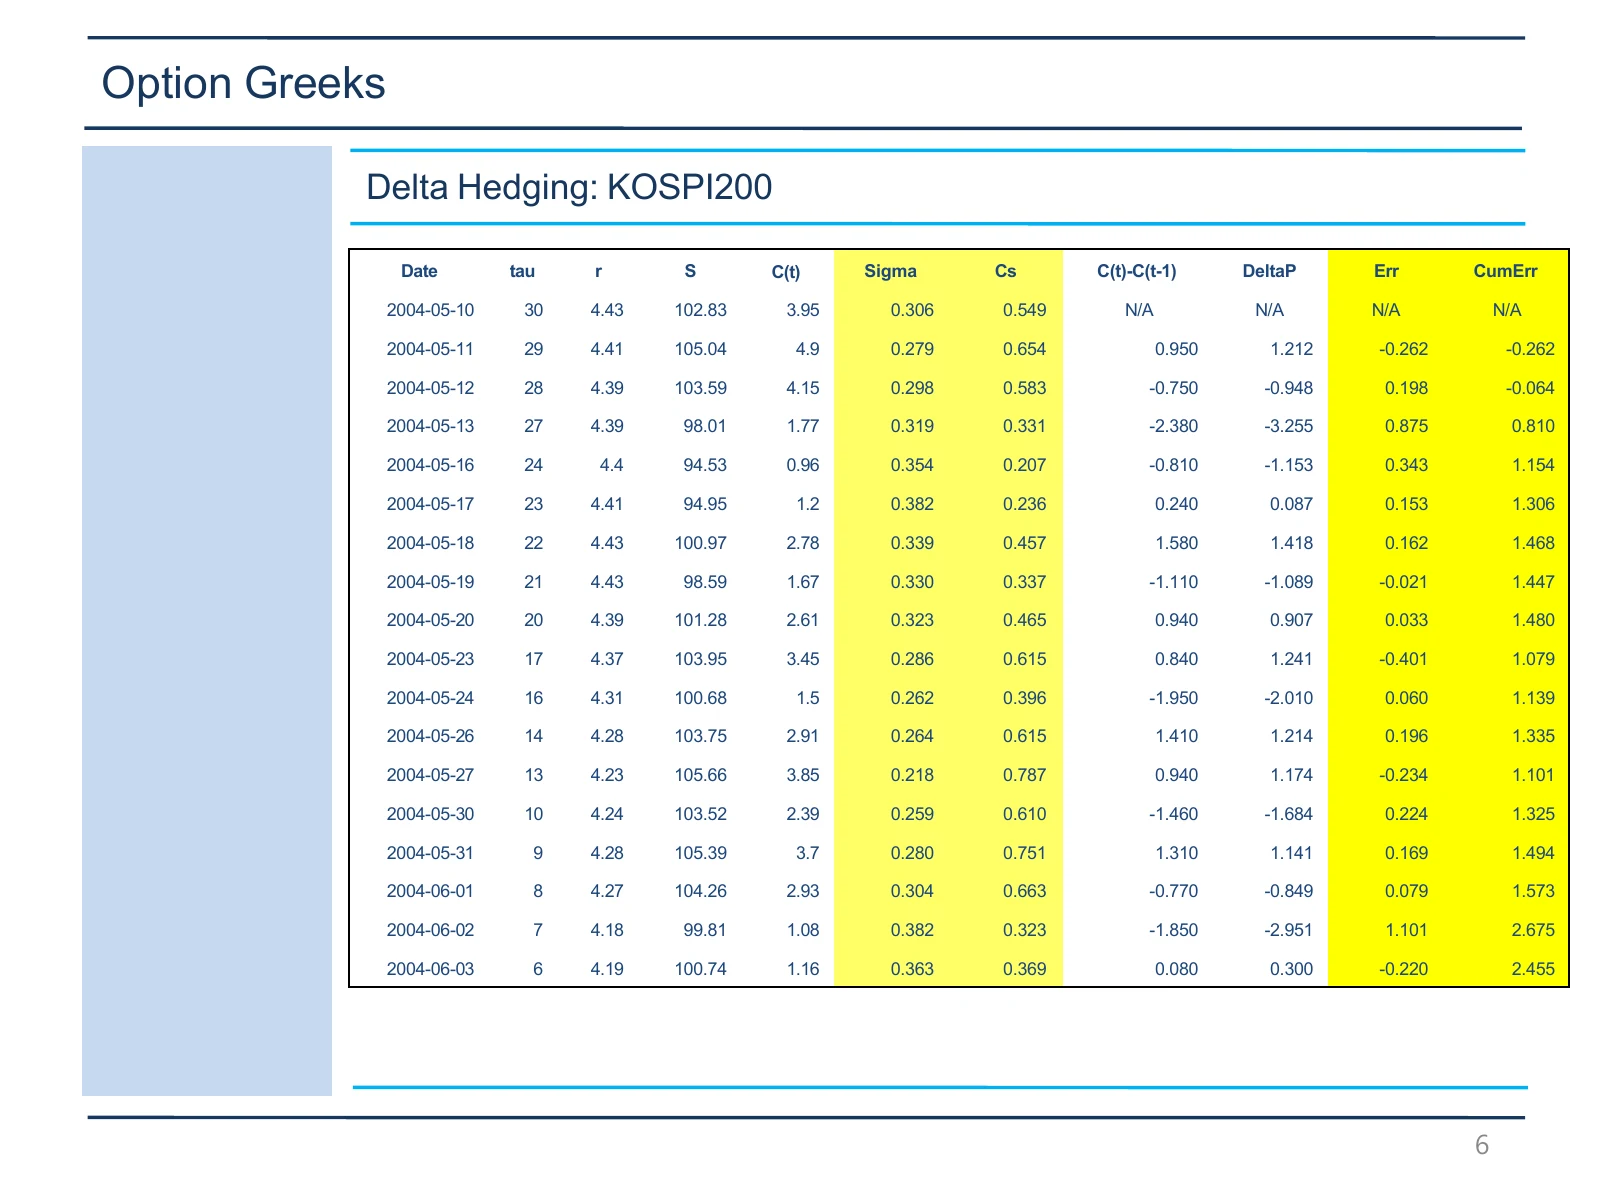 Option Greeks
Delta Hedging: KOSPI200
Date tau r S C(t) Sigma Cs C(t)-C(t-1) DeltaP Err CumErr
2004-05-10 30 4.43 102.83 3.95 0.306 0.549 N/A N/A N/A N/A
2004-05-11 29 4.41 105.04 4.9 0.279 0.654 0.950 1.212 -0.262 -0.262
2004-05-12 28 4.39 103.59 4.15 0.298 0.583 -0.750 -0.948 0.198 -0.064
2004-05-13 27 4.39 98.01 1.77 0.319 0.331 -2.380 -3.255 0.875 0.810
2004-05-16 24 4.4 94.53 0.96 0.354 0.207 -0.810 -1.153 0.343 1.154
2004-05-17 23 4.41 94.95 1.2 0.382 0.236 0.240 0.087 0.153 1.306
2004-05-18 22 4.43 100.97 2.78 0.339 0.457 1.580 1.418 0.162 1.468
2004-05-19 21 4.43 98.59 1.67 0.330 0.337 -1.110 -1.089 -0.021 1.447
2004-05-20 20 4.39 101.28 2.61 0.323 0.465 0.940 0.907 0.033 1.480
2004-05-23 17 4.37 103.95 3.45 0.286 0.615 0.840 1.241 -0.401 1.079
2004-05-24 16 4.31 100.68 1.5 0.262 0.396 -1.950 -2.010 0.060 1.139
2004-05-26 14 4.28 103.75 2.91 0.264 0.615 1.410 1.214 0.196 1.335
2004-05-27 13 4.23 105.66 3.85 0.218 0.787 0.940 1.174 -0.234 1.101
2004-05-30 10 4.24 103.52 2.39 0.259 0.610 -1.460 -1.684 0.224 1.325
2004-05-31 9 4.28 105.39 3.7 0.280 0.751 1.310 1.141 0.169 1.494
2004-06-01 8 4.27 104.26 2.93 0.304 0.663 -0.770 -0.849 0.079 1.573
2004-06-02 7 4.18 99.81 1.08 0.382 0.323 -1.850 -2.951 1.101 2.675
2004-06-03 6 4.19 100.74 1.16 0.363 0.369 0.080 0.300 -0.220 2.455
6